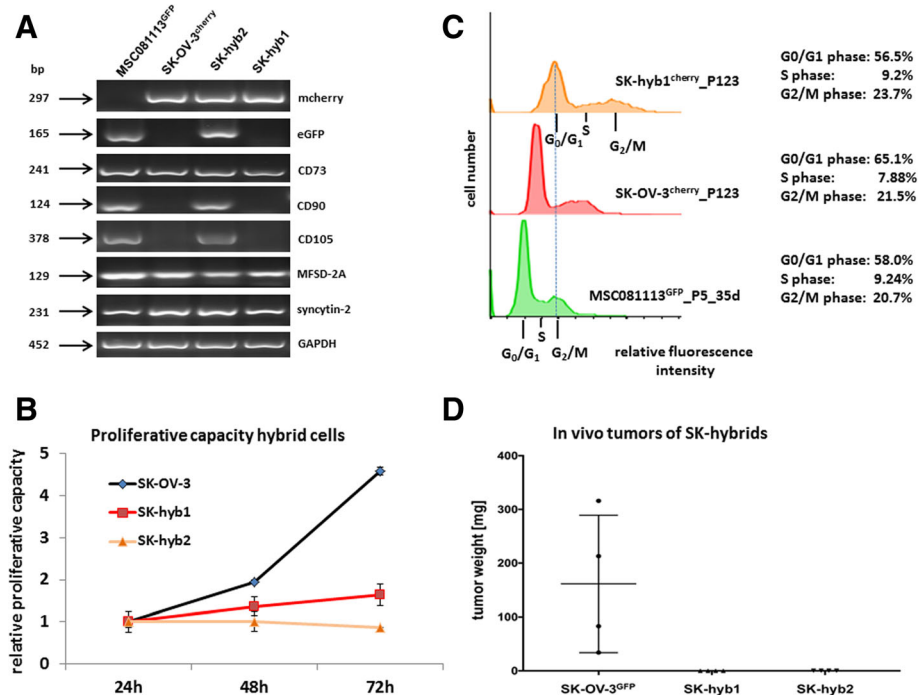 A
MSC081113GFP
SK-OV-3cherry
SK-hyb2
SK-hyb1
bp
297
mcherry
165
eGFP
241
CD73
124
CD90
378
CD105
129
MFSD-2A
231
syncytin-2
452
GAPDH
B
Proliferative capacity hybrid cells
relative proliferative capacity
5
4
3
2
1
0
SK-OV-3
SK-hyb1
SK-hyb2
24h
48h
72h
C
cell number
SK-hyb1cherry_P123
G0/G1
S
G2/M
SK-OV-3cherry_P123
MSC081113GFP_P5_35d
S
G0/G1
G2/M
relative fluorescence
intensity
G0/G1 phase: 56.5%
S phase: 9.2%
G2/M phase: 23.7%
G0/G1 phase: 65.1%
S phase: 7.88%
G2/M phase: 21.5%
G0/G1 phase: 58.0%
S phase: 9.24%
G2/M phase: 20.7%
D
In vivo tumors of SK-hybrids
tumor weight [mg]
400
300
200
100
0
SK-OV-3GFP
SK-hyb1
SK-hyb2